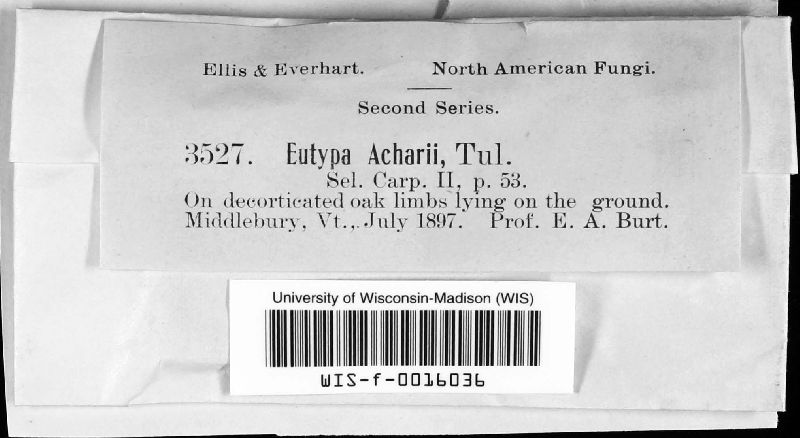 Ellis & Everhart. North American Fungi.
Second Series.
3527. Eutypa Acharii, Tul.
Sel. Carp. II, p. 53.
On decorticated oak limbs lying on the ground.
Middlebury, Vt., July 1897. Prof. E. A. Burt.
University of Wisconsin-Madison (WIS)
WIS-f-0016036